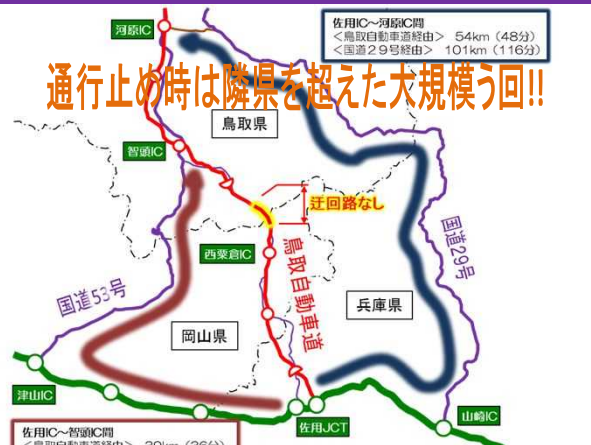 佐用IC～河原IC間
＜鳥取自動車道経由＞ 54km（48分）
＜国道29号経由＞ 101km（116分）
河原IC
通行止め時は隣県を超えた大規模う回!!
鳥取県
智頭IC
迂回路なし
西粟倉IC
鳥取自動車道
国道29号
国道53号
兵庫県
岡山県
津山IC
佐用JCT
山崎IC
佐用IC～智頭IC間